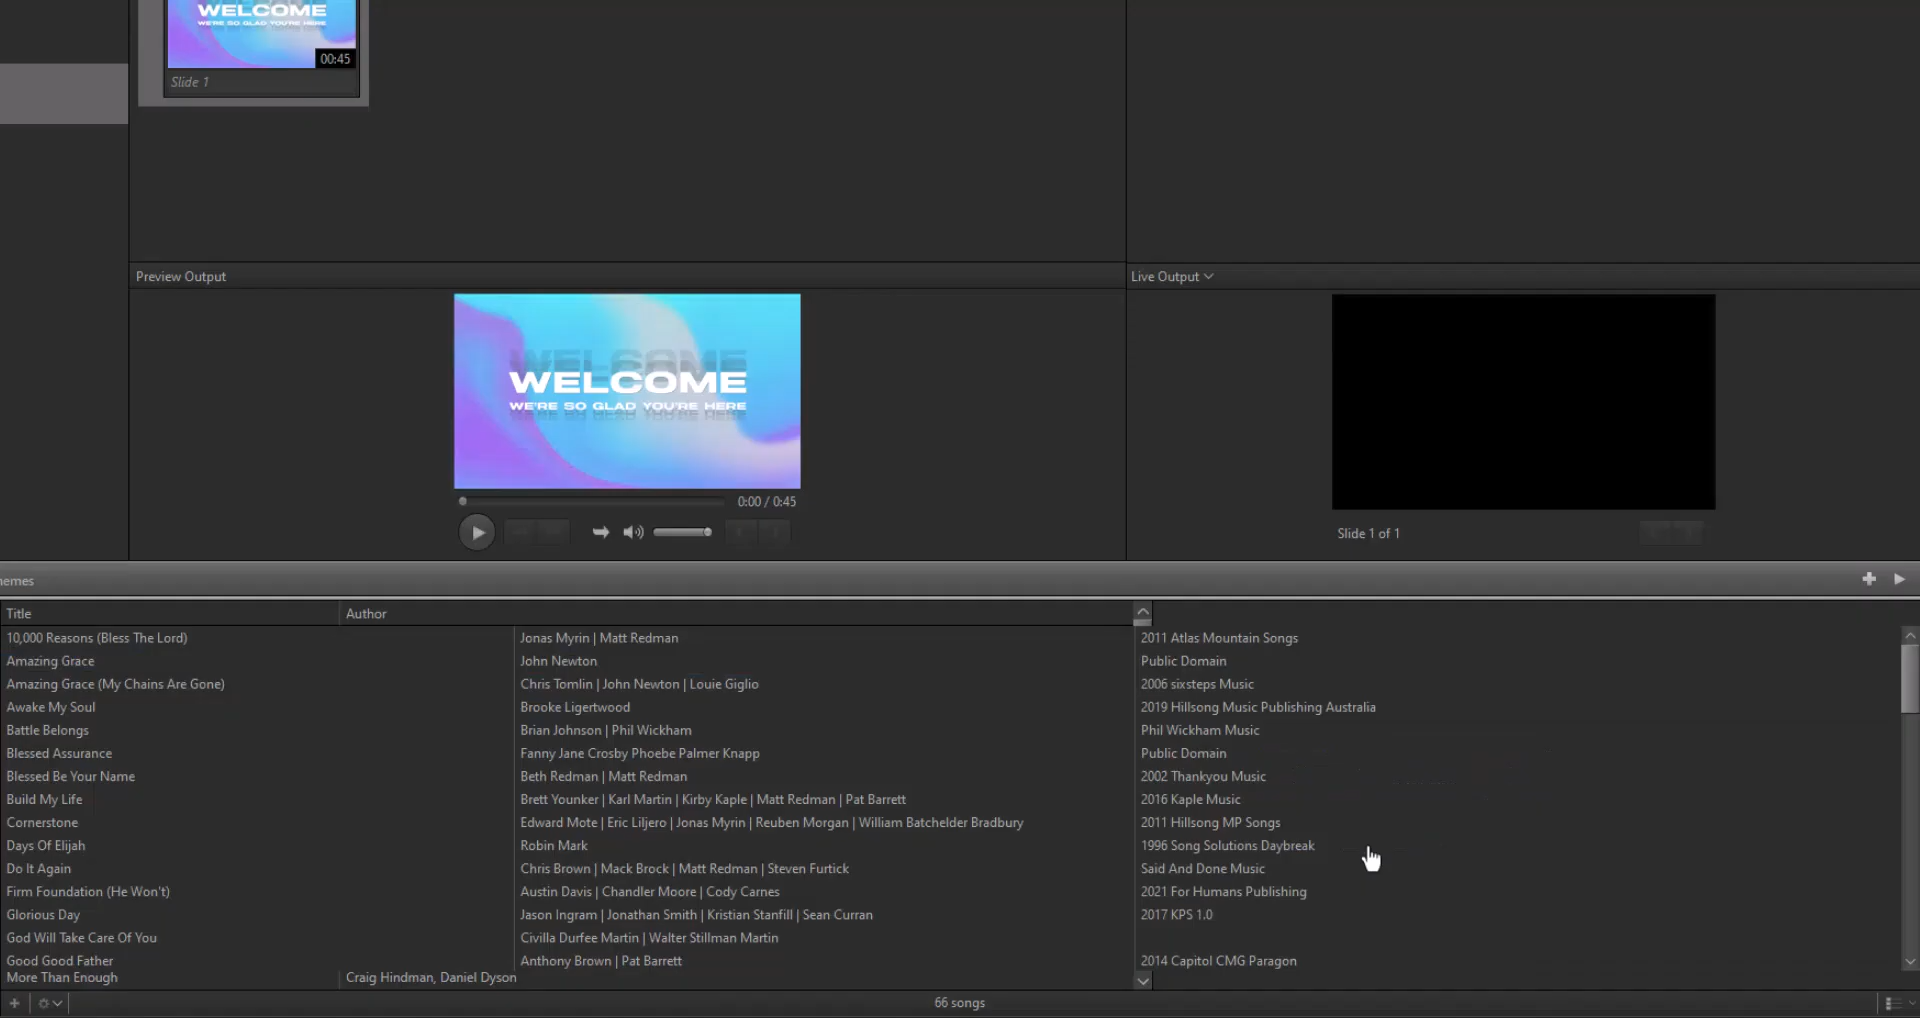 WELCOME
WE'RE SO GLAD YOU'RE HERE
00:45
Slide 1
Preview Output
Live Output
WELCOME
WE'RE SO GLAD YOU'RE HERE
0:00 / 0:45
Slide 1 of 1
hemes
Title Author
10,000 Reasons (Bless The Lord) Jonas Myrin | Matt Redman 2011 Atlas Mountain Songs
Amazing Grace John Newton Public Domain
Amazing Grace (My Chains Are Gone) Chris Tomlin | John Newton | Louie Giglio 2006 sixsteps Music
Awake My Soul Brooke Ligertwood 2019 Hillsong Music Publishing Australia
Battle Belongs Brian Johnson | Phil Wickham Phil Wickham Music
Blessed Assurance Fanny Jane Crosby Phoebe Palmer Knapp Public Domain
Blessed Be Your Name Beth Redman | Matt Redman 2002 Thankyou Music
Build My Life Brett Younker | Karl Martin | Kirby Kaple | Matt Redman | Pat Barrett 2016 Kaple Music
Cornerstone Edward Mote | Eric Liljero | Jonas Myrin | Reuben Morgan | William Batchelder Bradbury 2011 Hillsong MP Songs
Days Of Elijah Robin Mark 1996 Song Solutions Daybreak
Do It Again Chris Brown | Mack Brock | Matt Redman | Steven Furtick Said And Done Music
Firm Foundation (He Won't) Austin Davis | Chandler Moore | Cody Carnes 2021 For Humans Publishing
Glorious Day Jason Ingram | Jonathan Smith | Kristian Stanfill | Sean Curran 2017 KPS 1.0
God Will Take Care Of You Civilla Durfee Martin | Walter Stillman Martin
Good Good Father Anthony Brown | Pat Barrett 2014 Capitol CMG Paragon
More Than Enough Craig Hindman, Daniel Dyson
66 songs